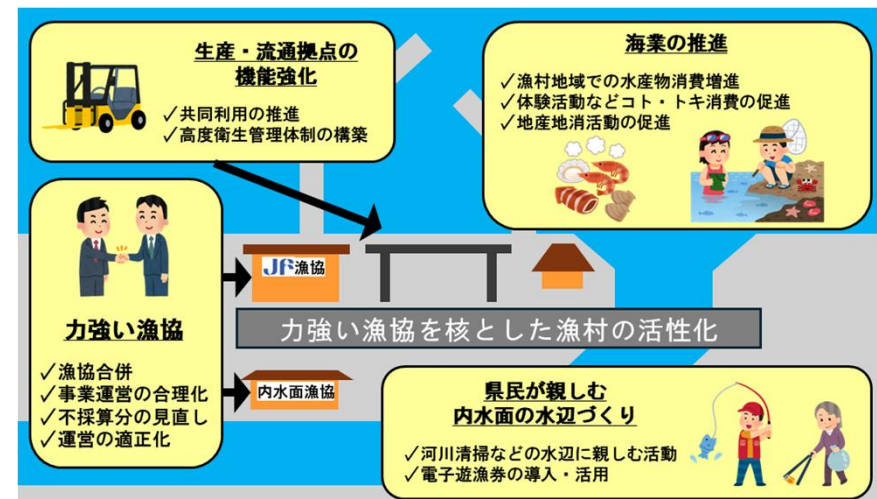 生産・流通拠点の
機能強化
✓共同利用の推進
✓高度衛生管理体制の構築
海業の推進
✓漁村地域での水産物消費増進
✓体験活動などコト・トキ消費の促進
✓地産地消活動の促進
力強い漁協
✓漁協合併
✓事業運営の合理化
✓不採算分の見直し
✓運営の適正化
JF漁協
力強い漁協を核とした漁村の活性化
内水面漁協
県民が親しむ
内水面の水辺づくり
✓河川清掃などの水辺に親しむ活動
✓電子遊漁券の導入・活用